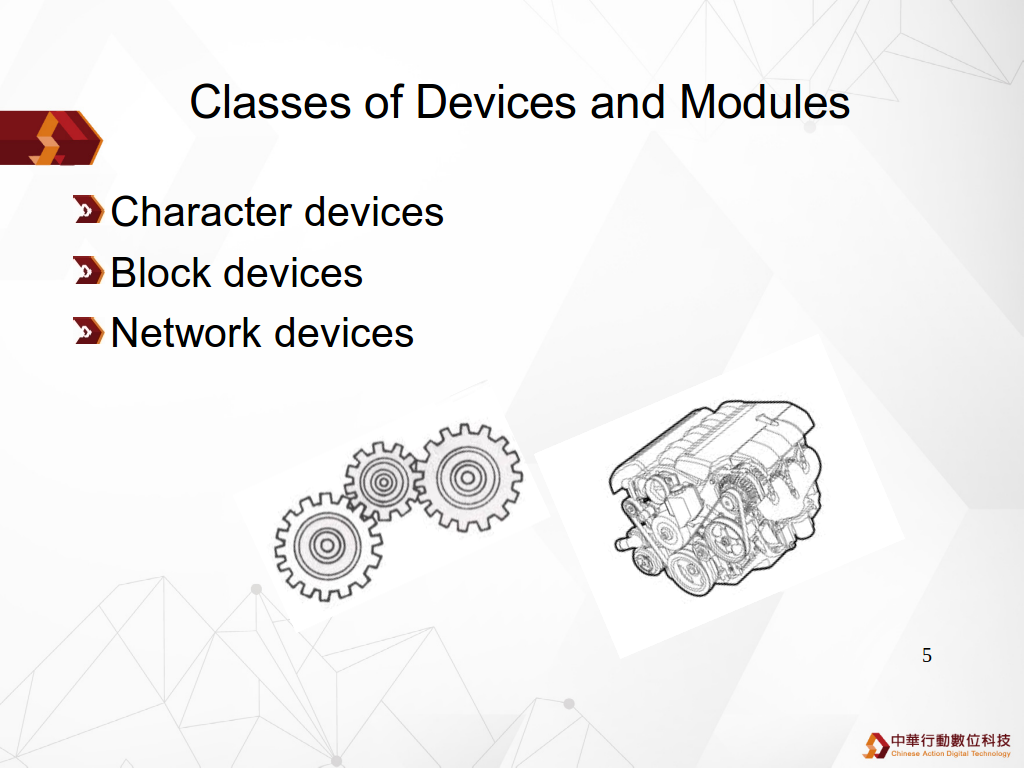 Classes of Devices and Modules
Character devices
Block devices
Network devices
5
中華行動數位科技
Chinese Action Digital Technology